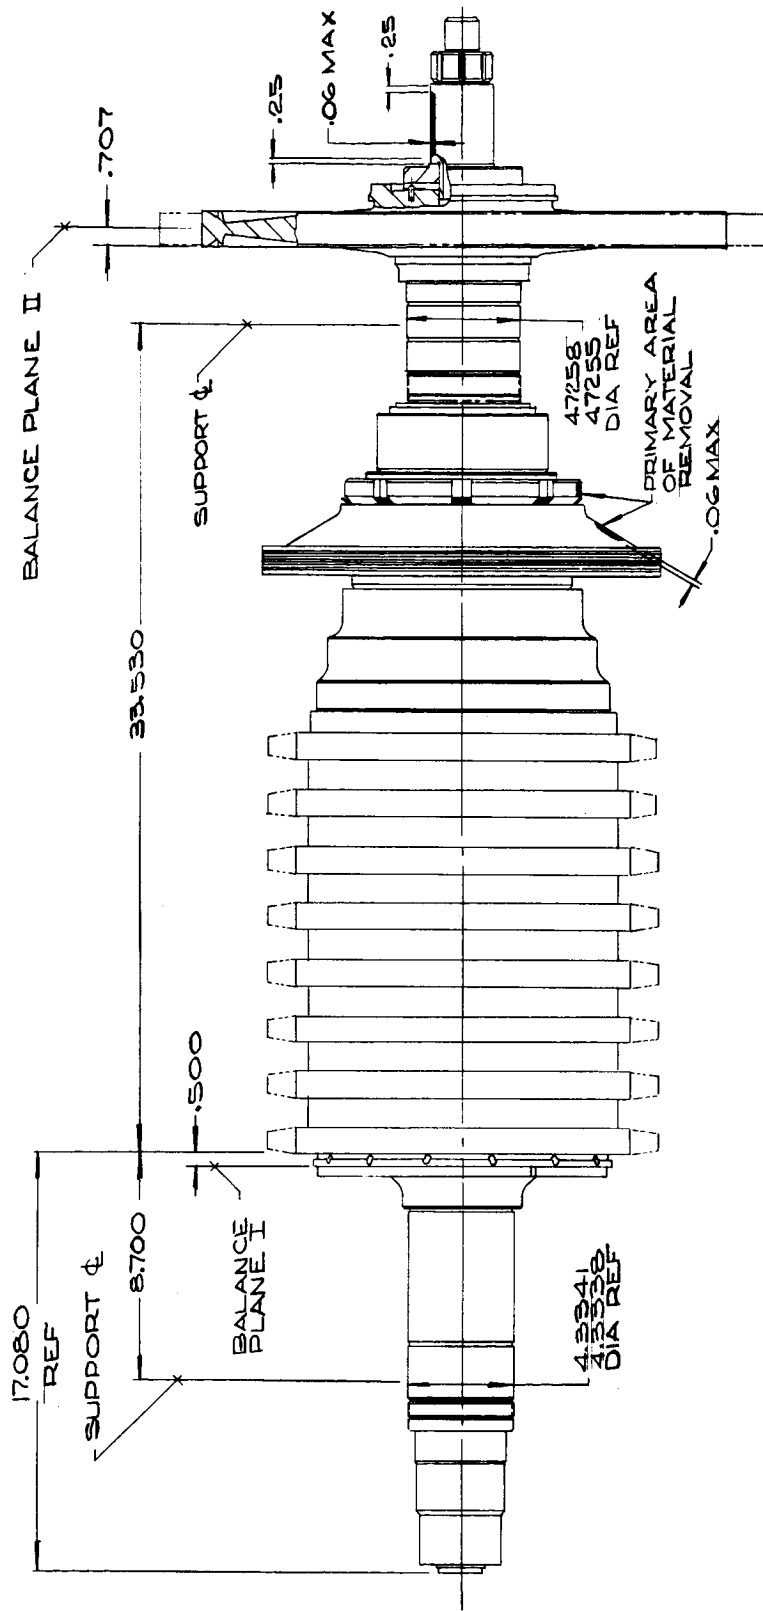 .707
.25
.06 MAX
.25
BALANCE PLANE II
SUPPORT ℄
4.7258
4.7255
DIA REF
PRIMARY AREA
OF MATERIAL
REMOVAL
.06 MAX
33.530
.500
8.700
BALANCE
PLANE I
17.080
REF
SUPPORT ℄
4.3341
4.3338
DIA REF